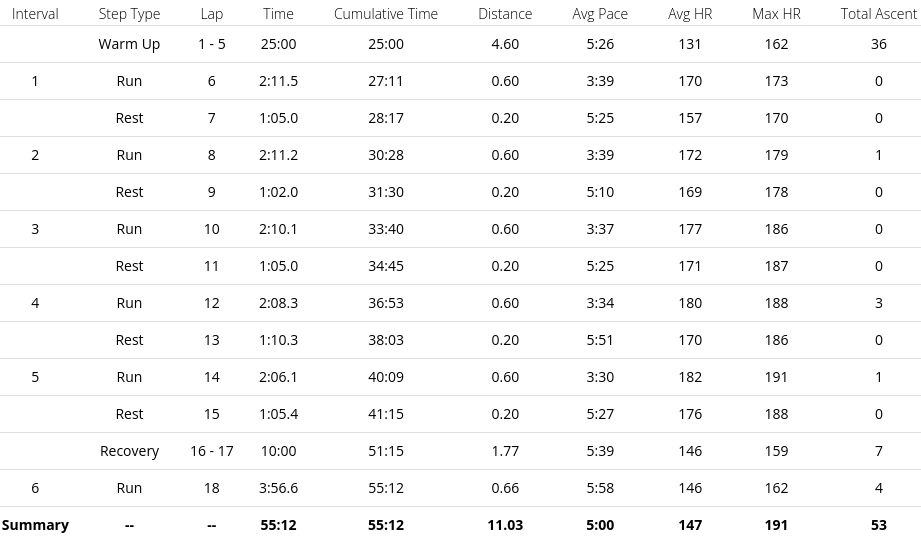 Interval Step Type Lap Time Cumulative Time Distance Avg Pace Avg HR Max HR Total Ascent
Warm Up 1 - 5 25:00 25:00 4.60 5:26 131 162 36
1 Run 6 2:11.5 27:11 0.60 3:39 170 173 0
Rest 7 1:05.0 28:17 0.20 5:25 157 170 0
2 Run 8 2:11.2 30:28 0.60 3:39 172 179 1
Rest 9 1:02.0 31:30 0.20 5:10 169 178 0
3 Run 10 2:10.1 33:40 0.60 3:37 177 186 0
Rest 11 1:05.0 34:45 0.20 5:25 171 187 0
4 Run 12 2:08.3 36:53 0.60 3:34 180 188 3
Rest 13 1:10.3 38:03 0.20 5:51 170 186 0
5 Run 14 2:06.1 40:09 0.60 3:30 182 191 1
Rest 15 1:05.4 41:15 0.20 5:27 176 188 0
Recovery 16 - 17 10:00 51:15 1.77 5:39 146 159 7
6 Run 18 3:56.6 55:12 0.66 5:58 146 162 4
Summary -- -- 55:12 55:12 11.03 5:00 147 191 53